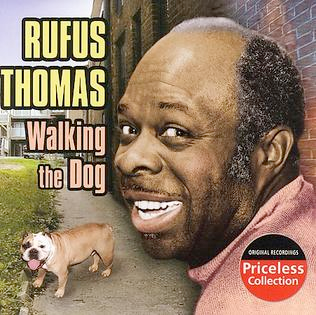 RUFUS
THOMAS
Walking
the Dog
ORIGINAL RECORDINGS
Priceless
Collection